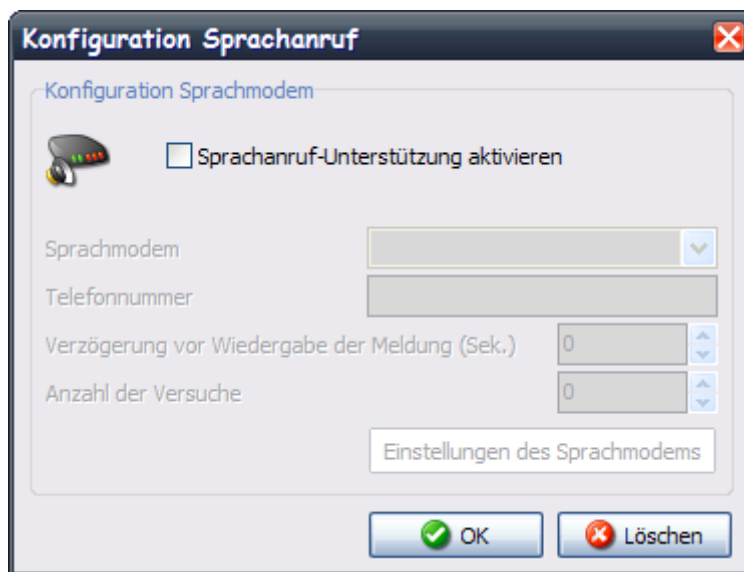 Konfiguration Sprachanruf
Konfiguration Sprachmodem
Sprachanruf-Unterstützung aktivieren
Sprachmodem
Telefonnummer
Verzögerung vor Wiedergabe der Meldung (Sek.) 0
Anzahl der Versuche 0
Einstellungen des Sprachmodems
OK Löschen